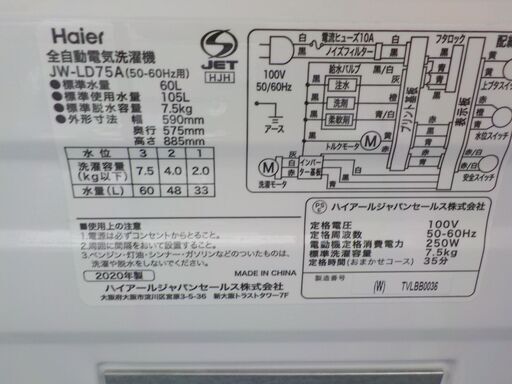 Haier
全自動電気洗濯機
JW-LD75A(50-60Hz用)
●標準水量 60L
●標準使用水量 105L
●標準脱水容量 7.5kg
●外形寸法 幅 590mm
奥行 575mm
高さ 885mm
S
JET
HJH
水位 3 2 1
洗濯容量(kg以下) 7.5 4.0 2.0
水量(L) 60 48 33
【使用上の注意】
1.電源は必ずコンセントからとること。
2.周囲に間隔をおいて設置すること。
3.ベンジン・灯油・シンナー・ガソリンなどのついたものは、
洗濯や脱水をしないでください。
2020年製
MADE IN CHINA
ハイアールジャパンセールス株式会社
大阪府大阪市淀川区宮原3-5-36 新大阪トラストタワー7F
配線
電流ヒューズ10A
ノイズフィルター
フタロック
100V
50/60Hz
アース
給水バルブ
注水
洗剤
柔軟剤
トルクモータ
プリント基板
表示板
上ブタスイッチ
水位スイッチ
安全スイッチ
洗濯モータ
インバーター基板
PS E
ハイアールジャパンセールス株式会社
定格電圧 100V
定格周波数 50-60Hz
電動機定格消費電力 250W
標準洗濯容量 7.5kg
定格時間(おまかせコース) 35分
製造番号
(W) TVLBB0036